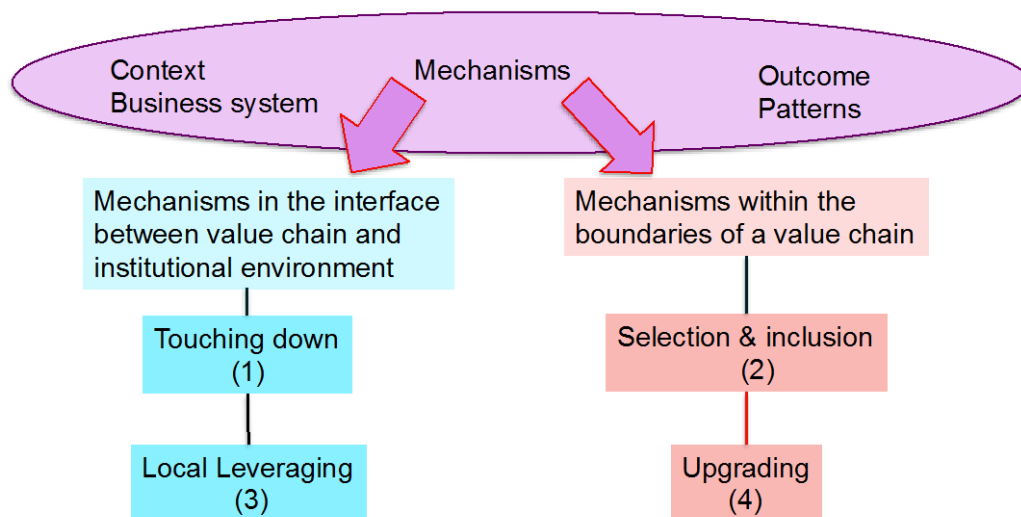 Context
Business system
Mechanisms
Outcome
Patterns
Mechanisms in the interface
between value chain and
institutional environment
Mechanisms within the
boundaries of a value chain
Touching down
(1)
Selection & inclusion
(2)
Local Leveraging
(3)
Upgrading
(4)